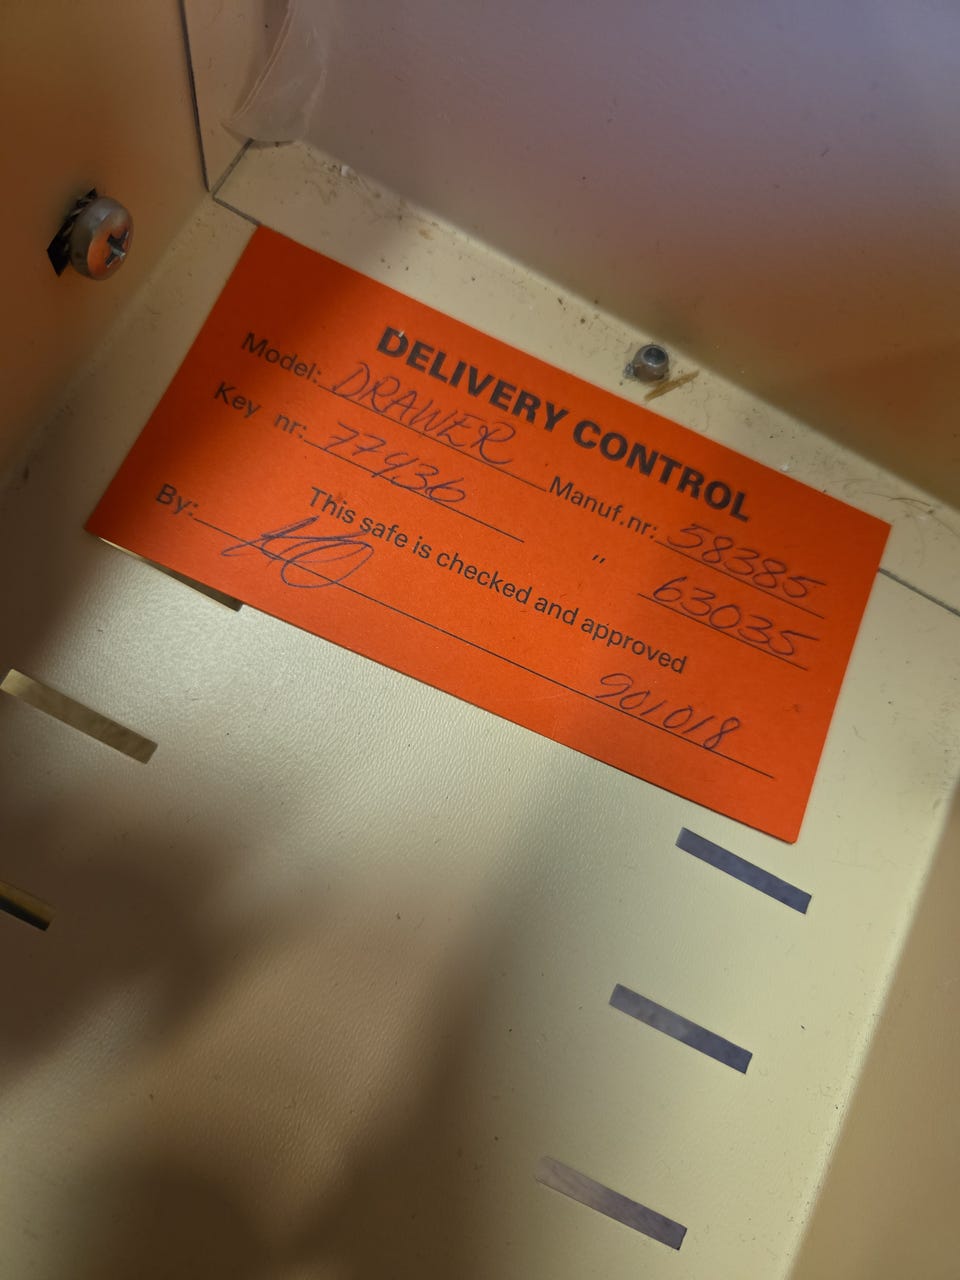 DELIVERY CONTROL
Model: DRAWER Manuf.nr: 58385
Key nr: 77436 " 63035
This safe is checked and approved
By: 901018